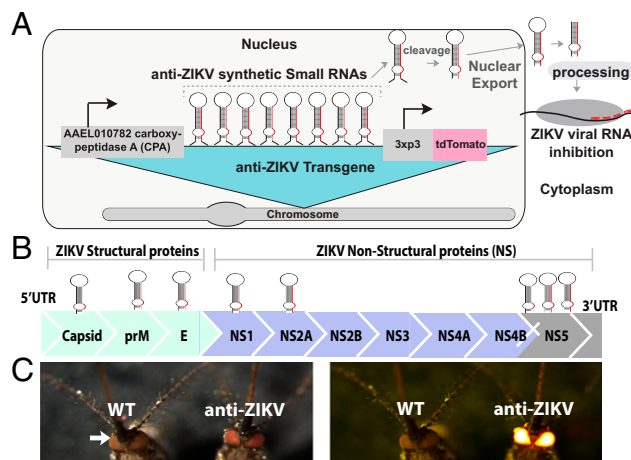 A
Nucleus
anti-ZIKV synthetic Small RNAs
cleavage
Nuclear
Export
processing
AAEL010782 carboxy-
peptidase A (CPA)
3xp3
tdTomato
ZIKV viral RNA
inhibition
anti-ZIKV Transgene
Cytoplasm
Chromosome
B
ZIKV Structural proteins
ZIKV Non-Structural proteins (NS)
5'UTR
3'UTR
Capsid
prM
E
NS1
NS2A
NS2B
NS3
NS4A
NS4B
NS5
C
WT
anti-ZIKV
WT
anti-ZIKV